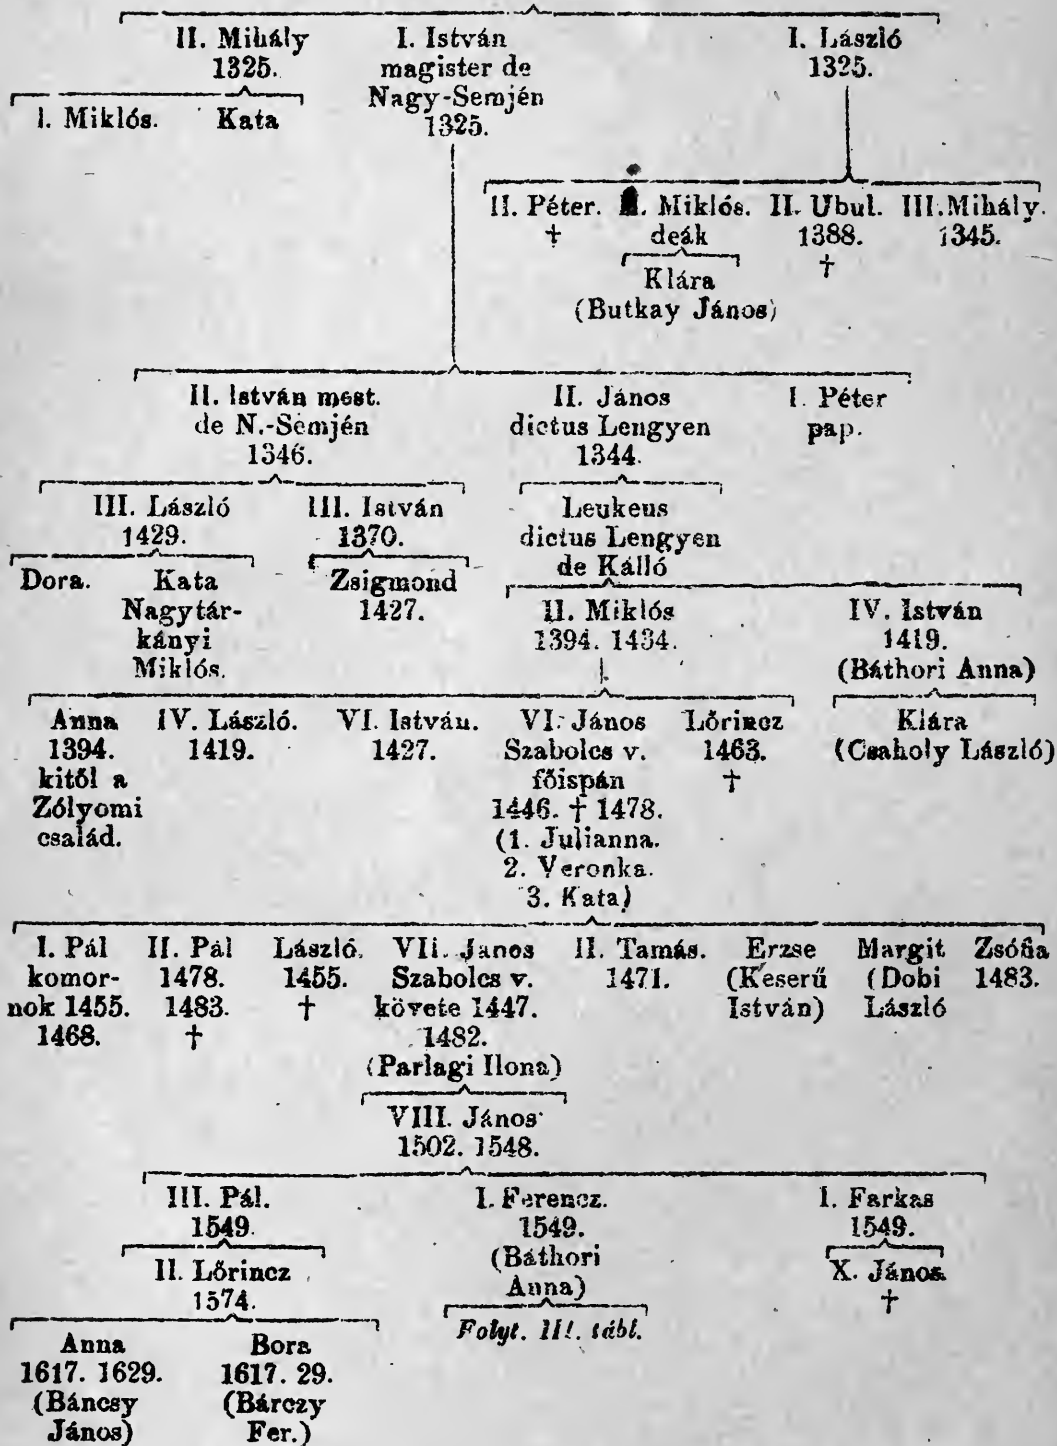 II. Mihály I. István I. László
1325. magister de 1325.
Nagy-Semjén
I. Miklós. Kata 1325.
II. Péter. Miklós. II. Ubul. III. Mihály.
† deák 1388. 1345.
Klára †
(Butkay János)
II. István mest. II. János I. Péter
de N.-Semjén dictus Lengyen pap.
1346. 1344.
III. László III. István Leukeus
1429. 1370. dictus Lengyen
de Kálló
Dora. Kata Zsigmond II. Miklós IV. István
Nagytár- 1427. 1394. 1434. 1419.
kányi (Báthori Anna)
Miklós.
Anna IV. László. VI. István. VI. János Lőrincz Klára
1394. 1419. 1427. Szabolcs v. 1463. (Csaholy László)
kitől a főispán †
Zólyomi 1446. † 1478.
család. (1. Julianna.
2. Veronka.
3. Kata)
I. Pál II. Pál László. VII. János II. Tamás. Erzse Margit Zsófia
komor- 1478. 1455. Szabolcs v. 1471. (Keserű (Dobi 1483.
nok 1455. 1483. † követe 1447. István) László
1468. † 1482.
(Parlagi Ilona)
VIII. János
1502. 1548.
III. Pál. I. Ferencz. I. Farkas
1549. 1549. 1549.
II. Lőrincz (Báthori X. János.
1574. Anna) †
Anna Bora Folyt. III. tábl.
1617. 1629. 1617. 29.
(Báncsy (Bárczy
János) Fer.)